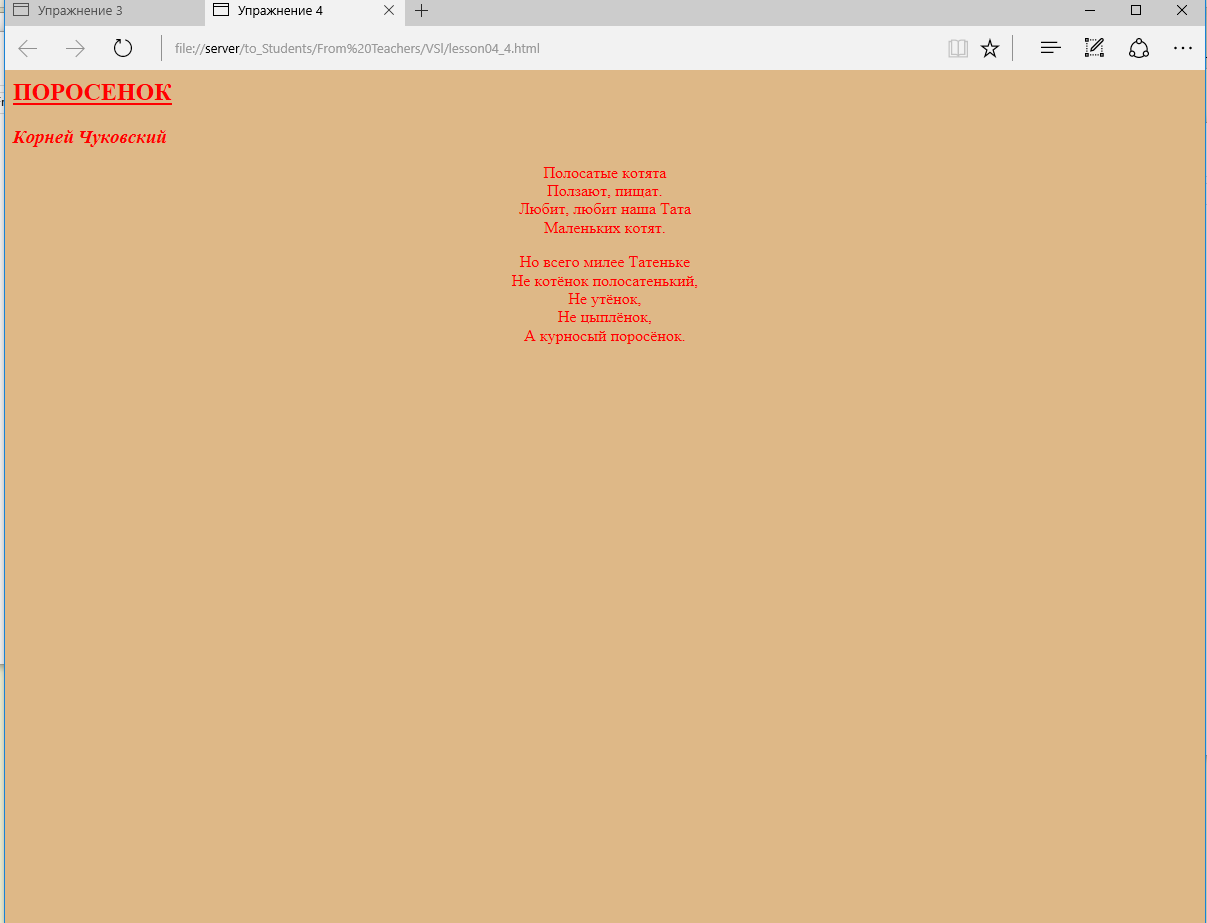 Упражнение 3
Упражнение 4
file://server/to_Students/From%20Teachers/VSl/lesson04_4.html
ПОРОСЕНОК
Корней Чуковский
Полосатые котята
Ползают, пищат.
Любит, любит наша Тата
Маленьких котят.
Но всего милее Татеньке
Не котёнок полосатенький,
Не утёнок,
Не цыплёнок,
А курносый поросёнок.